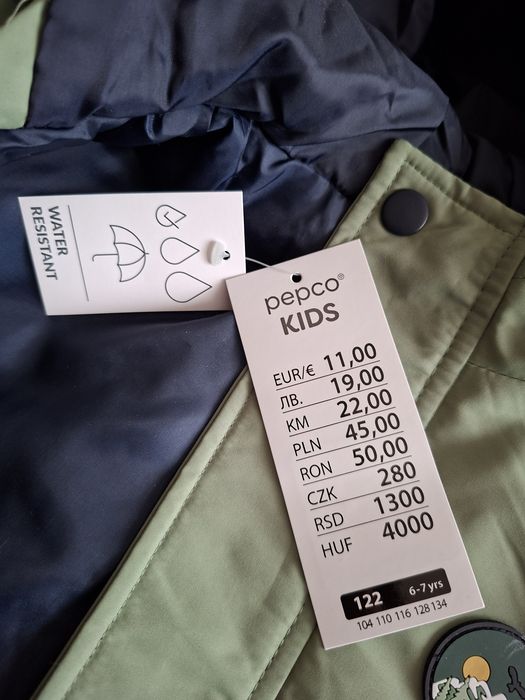 WATER
RESISTANT
pepco®
KIDS
EUR/€ 11,00
ЛВ. 19,00
KM 22,00
PLN 45,00
RON 50,00
CZK 280
RSD 1300
HUF 4000
122 6-7 yrs
104 110 116 128 134